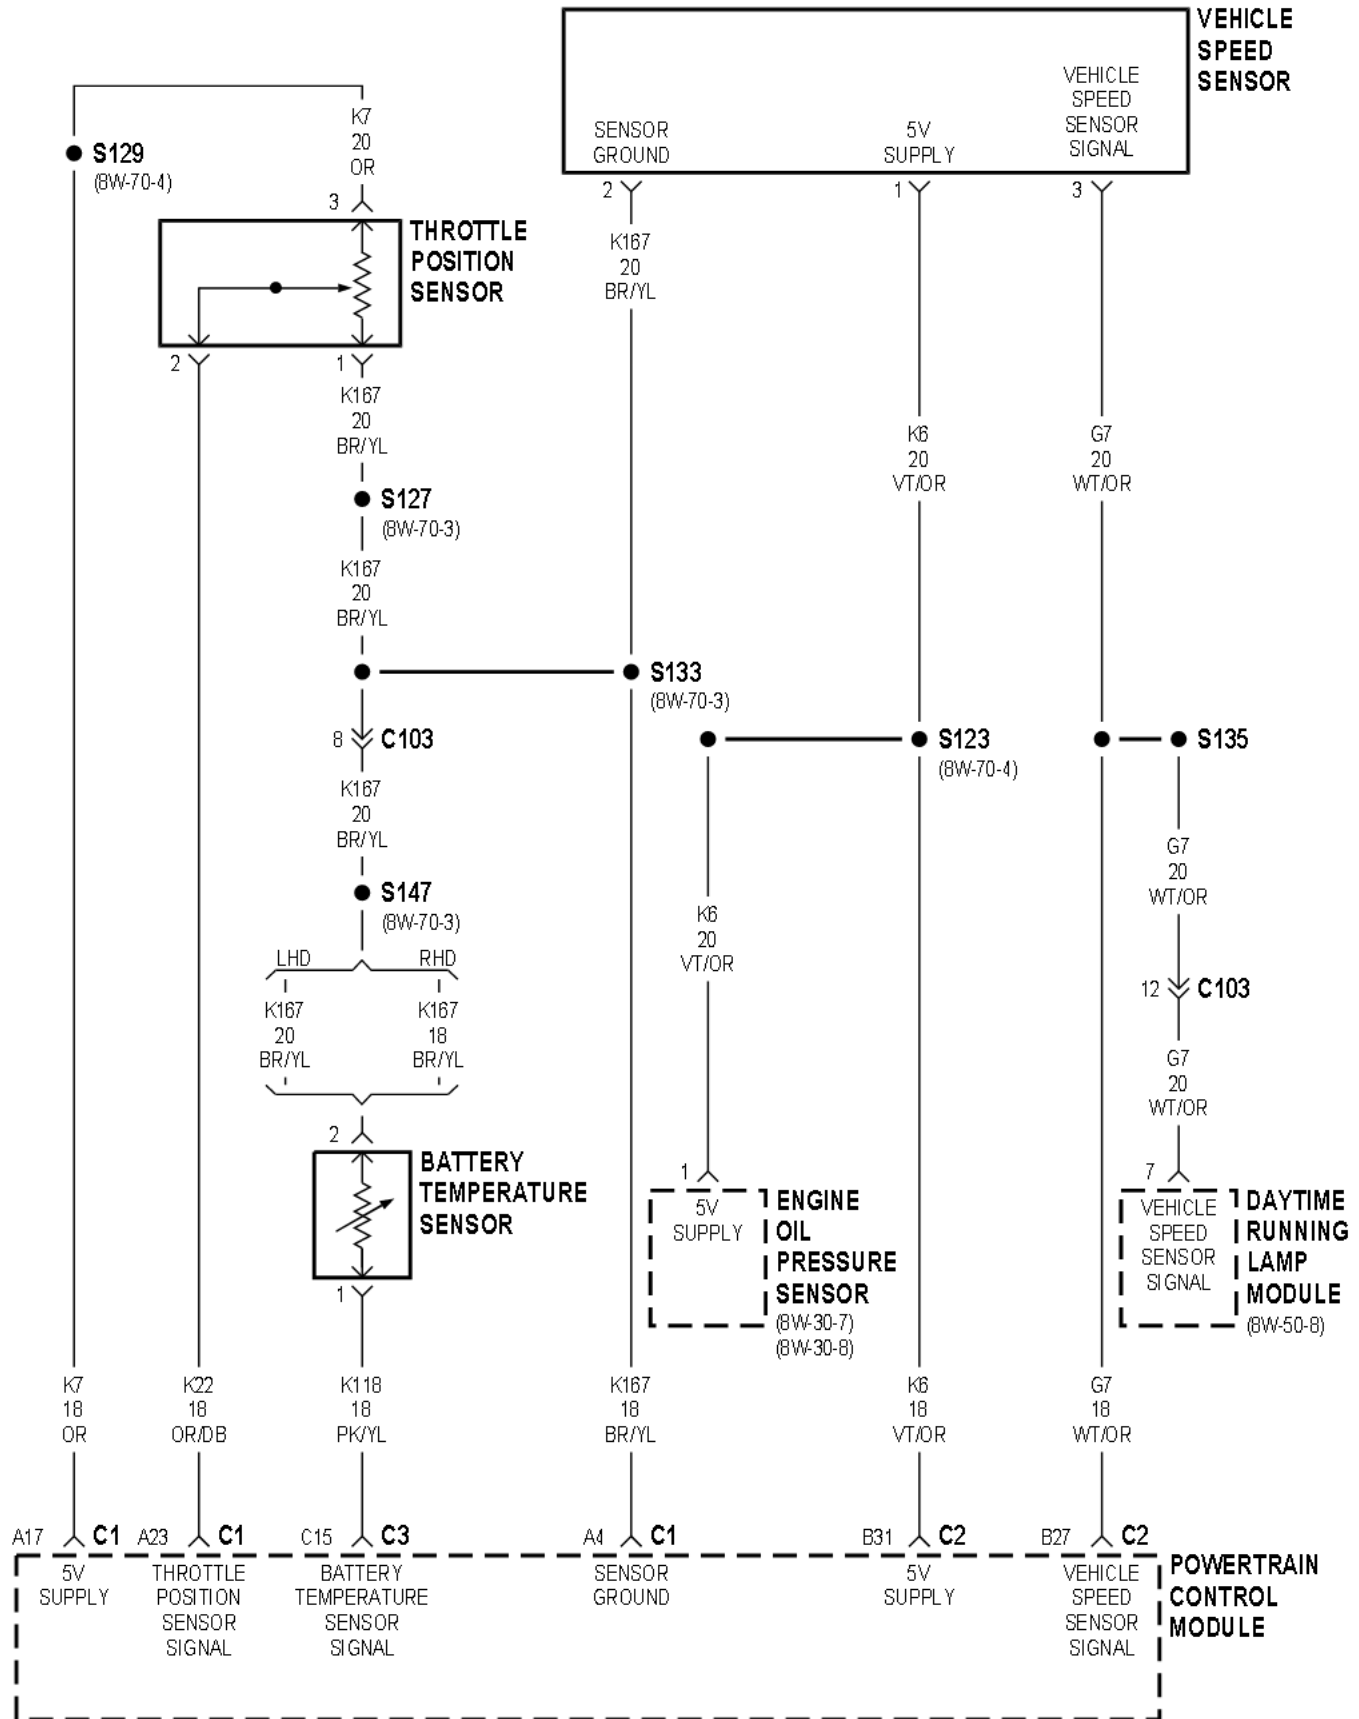 VEHICLE
SPEED
SENSOR
SENSOR
GROUND
5V
SUPPLY
VEHICLE
SPEED
SENSOR
SIGNAL
2
1
3
K7
20
OR
S129
(8W-70-4)
3
THROTTLE
POSITION
SENSOR
2
1
K167
20
BR/YL
K167
20
BR/YL
S127
(8W-70-3)
K6
20
VT/OR
G7
20
WT/OR
K167
20
BR/YL
S133
(8W-70-3)
8
C103
S123
(8W-70-4)
S135
K167
20
BR/YL
S147
(8W-70-3)
G7
20
WT/OR
K6
20
VT/OR
LHD
RHD
K167
20
BR/YL
K167
18
BR/YL
12
C103
G7
20
WT/OR
2
BATTERY
TEMPERATURE
SENSOR
1
1
5V
SUPPLY
ENGINE
OIL
PRESSURE
SENSOR
(8W-30-7)
(8W-30-8)
7
VEHICLE
SPEED
SENSOR
SIGNAL
DAYTIME
RUNNING
LAMP
MODULE
(8W-50-8)
K7
18
OR
K22
18
OR/DB
K118
18
PK/YL
K167
18
BR/YL
K6
18
VT/OR
G7
18
WT/OR
A17
C1
A23
C1
C15
C3
A4
C1
B31
C2
B27
C2
5V
SUPPLY
THROTTLE
POSITION
SENSOR
SIGNAL
BATTERY
TEMPERATURE
SENSOR
SIGNAL
SENSOR
GROUND
5V
SUPPLY
VEHICLE
SPEED
SENSOR
SIGNAL
POWERTRAIN
CONTROL
MODULE